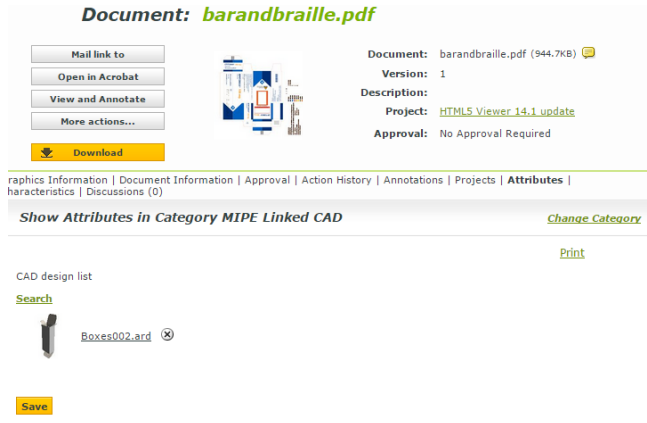 Document: barandbraille.pdf
Mail link to
Open in Acrobat
View and Annotate
More actions...
Download
Document: barandbraille.pdf (944.7KB)
Version: 1
Description:
Project: HTML5 Viewer 14.1 update
Approval: No Approval Required
raphics Information | Document Information | Approval | Action History | Annotations | Projects | Attributes |
haracteristics | Discussions (0)
Show Attributes in Category MIPE Linked CAD
Change Category
Print
CAD design list
Search
Boxes002.ard
Save